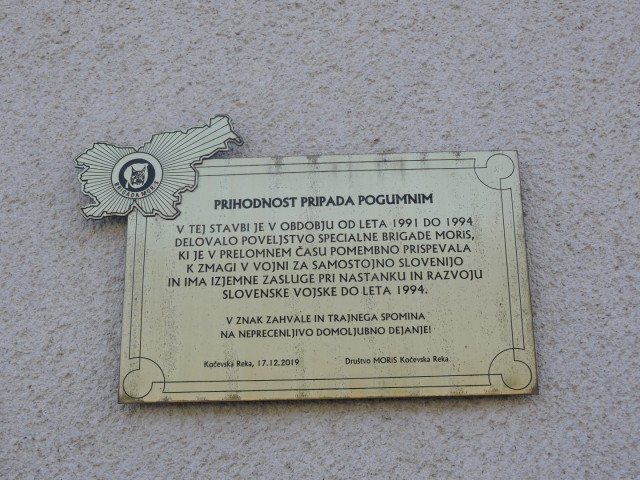 BRIGADA MORIS
PRIHODNOST PRIPADA POGUMNIM
V TEJ STAVBI JE V OBDOBJU OD LETA 1991 DO 1994
DELOVALO POVELJSTVO SPECIALNE BRIGADE MORiS,
KI JE V PRELOMNEM ČASU POMEMBNO PRISPEVALA
K ZMAGI V VOJNI ZA SAMOSTOJNO SLOVENIJO
IN IMA IZJEMNE ZASLUGE PRI NASTANKU IN RAZVOJU
SLOVENSKE VOJSKE DO LETA 1994.
V ZNAK ZAHVALE IN TRAJNEGA SPOMINA
NA NEPRECENLJIVO DOMOLJUBNO DEJANJE!
Kočevska Reka, 17.12.2019 Društvo MORiS Kočevska Reka